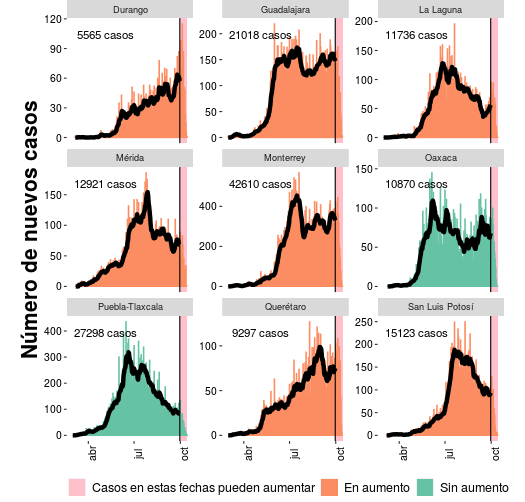 Número de nuevos casos
Durango
5565 casos
120
90
60
30
0
Guadalajara
21018 casos
200
150
100
50
0
La Laguna
11736 casos
200
150
100
50
0
Mérida
12921 casos
150
100
50
0
Monterrey
42610 casos
400
200
0
Oaxaca
10870 casos
150
100
50
0
Puebla-Tlaxcala
27298 casos
400
300
200
100
0
abr
jul
oct
Querétaro
9297 casos
100
50
0
abr
jul
oct
San Luis Potosí
15123 casos
250
200
150
100
50
0
abr
jul
oct
Casos en estas fechas pueden aumentar
En aumento
Sin aumento